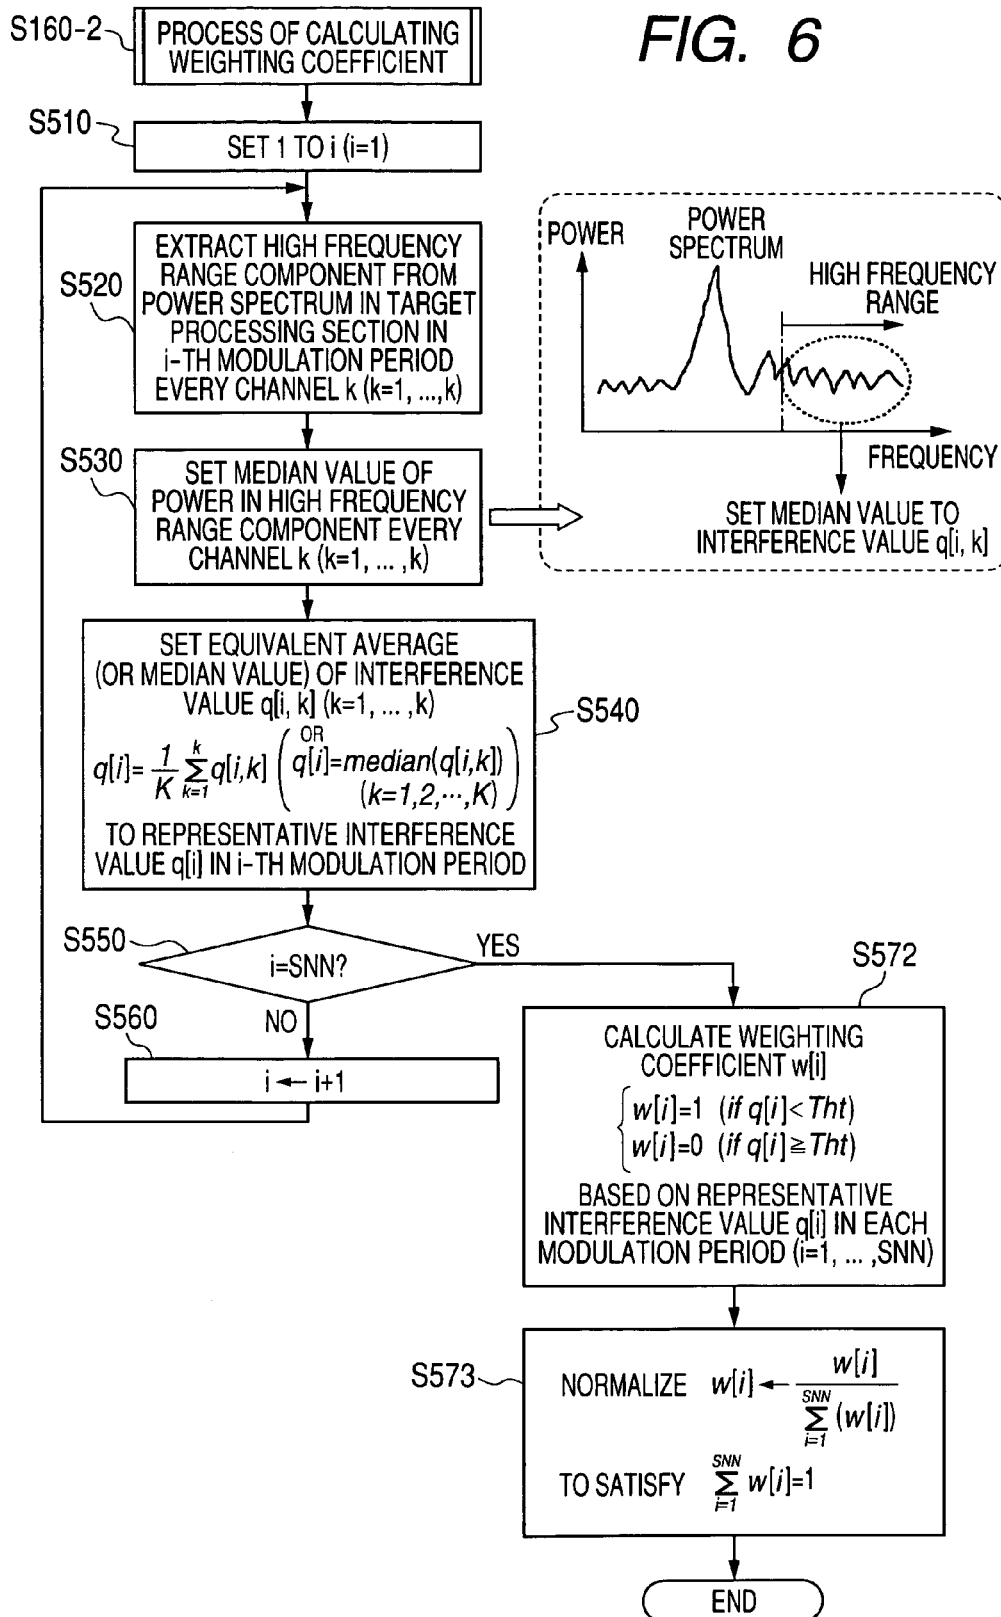 FIG. 6
S160-2
PROCESS OF CALCULATING
WEIGHTING COEFFICIENT
S510
SET 1 TO i (i=1)
S520
EXTRACT HIGH FREQUENCY
RANGE COMPONENT FROM
POWER SPECTRUM IN TARGET
PROCESSING SECTION IN
i-TH MODULATION PERIOD
EVERY CHANNEL k (k=1, ...,k)
S530
SET MEDIAN VALUE OF
POWER IN HIGH FREQUENCY
RANGE COMPONENT EVERY
CHANNEL k (k=1, ... ,k)
POWER
POWER
SPECTRUM
HIGH FREQUENCY
RANGE
FREQUENCY
SET MEDIAN VALUE TO
INTERFERENCE VALUE q[i, k]
SET EQUIVALENT AVERAGE
(OR MEDIAN VALUE) OF INTERFERENCE
VALUE q[i, k] (k=1, ... ,k)
S540
q[i]= 1/K k∑k=1 q[i,k] ( OR q[i]=median(q[i,k])
(k=1,2,···,K) )
TO REPRESENTATIVE INTERFERENCE
VALUE q[i] IN i-TH MODULATION PERIOD
S550
i=SNN?
YES
NO
S560
i ← i+1
S572
CALCULATE WEIGHTING
COEFFICIENT w[i]
{ w[i]=1 (if q[i]<Tht)
w[i]=0 (if q[i]≧Tht)
BASED ON REPRESENTATIVE
INTERFERENCE VALUE q[i] IN EACH
MODULATION PERIOD (i=1, ... ,SNN)
S573
NORMALIZE w[i] ← w[i] / SNN∑i=1 (w[i])
TO SATISFY SNN∑i=1 w[i]=1
END